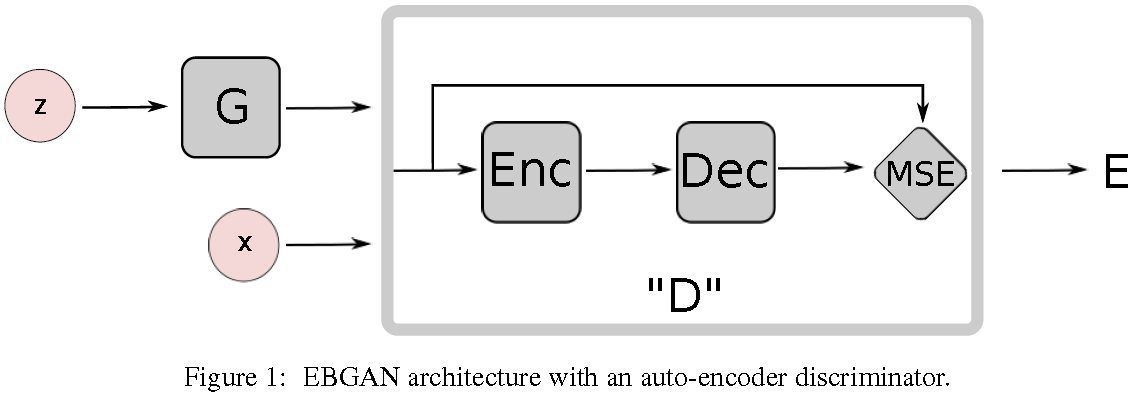 z
G
x
Enc
Dec
MSE
E
"D"
Figure 1: EBGAN architecture with an auto-encoder discriminator.